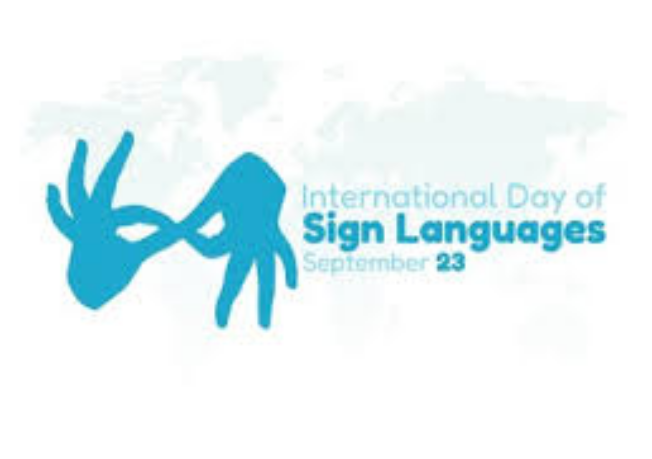 International Day of
Sign Languages
September 23